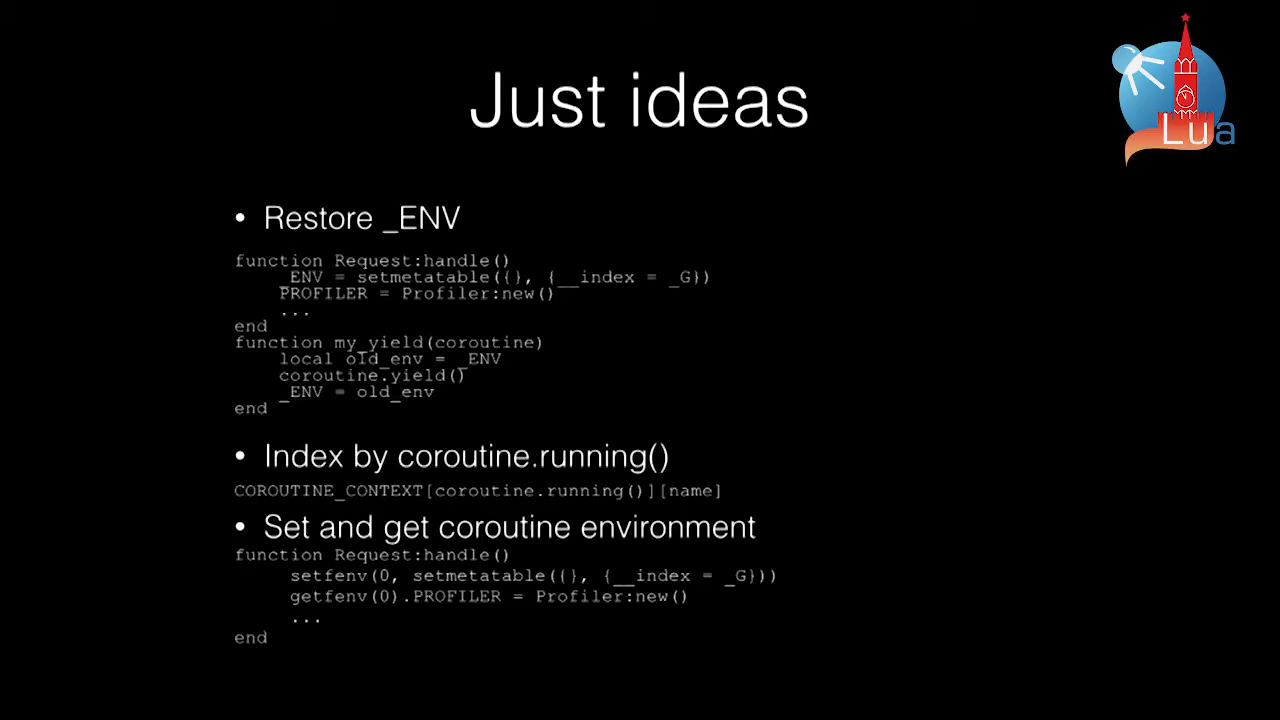 Just ideas
Lua
• Restore _ENV
function Request:handle()
    _ENV = setmetatable({}, {__index = _G})
    PROFILER = Profiler:new()
    ...
end
function my_yield(coroutine)
    local old_env = _ENV
    coroutine.yield()
    _ENV = old_env
end
• Index by coroutine.running()
COROUTINE_CONTEXT[coroutine.running()][name]
• Set and get coroutine environment
function Request:handle()
     setfenv(0, setmetatable({}, {__index = _G}))
     getfenv(0).PROFILER = Profiler:new()
     ...
end